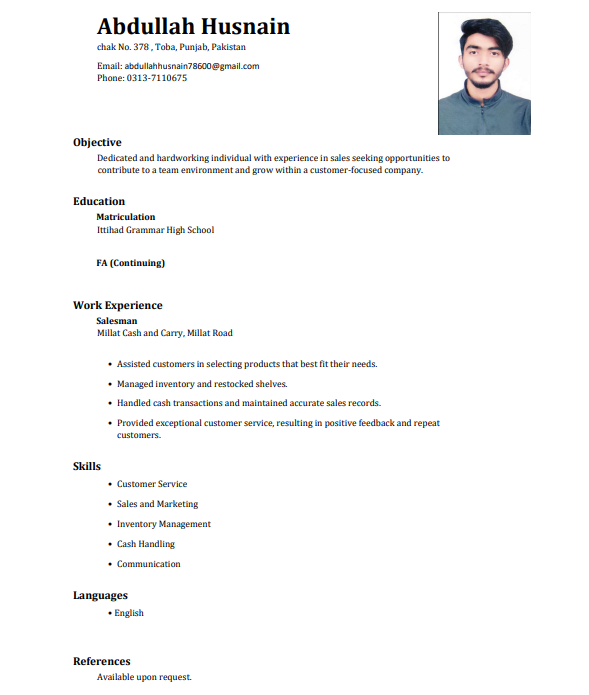 Abdullah Husnain
chak No. 378 , Toba, Punjab, Pakistan
Email: abdullahhusnain78600@gmail.com
Phone: 0313-7110675
Objective
Dedicated and hardworking individual with experience in sales seeking opportunities to
contribute to a team environment and grow within a customer-focused company.
Education
Matriculation
Ittihad Grammar High School
FA (Continuing)
Work Experience
Salesman
Millat Cash and Carry, Millat Road
• Assisted customers in selecting products that best fit their needs.
• Managed inventory and restocked shelves.
• Handled cash transactions and maintained accurate sales records.
• Provided exceptional customer service, resulting in positive feedback and repeat
customers.
Skills
• Customer Service
• Sales and Marketing
• Inventory Management
• Cash Handling
• Communication
Languages
• English
References
Available upon request.